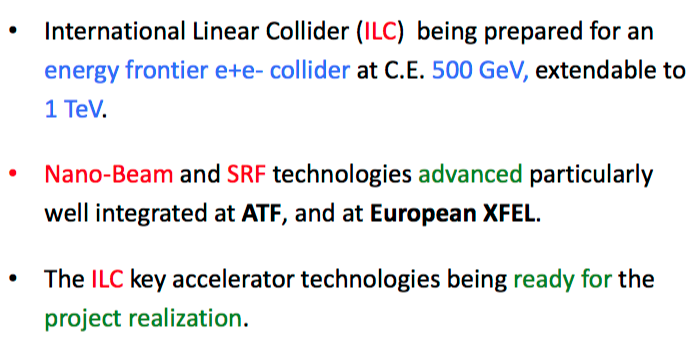 • International Linear Collider (ILC) being prepared for an
energy frontier e+e- collider at C.E. 500 GeV, extendable to
1 TeV.
• Nano-Beam and SRF technologies advanced particularly
well integrated at ATF, and at European XFEL.
• The ILC key accelerator technologies being ready for the
project realization.